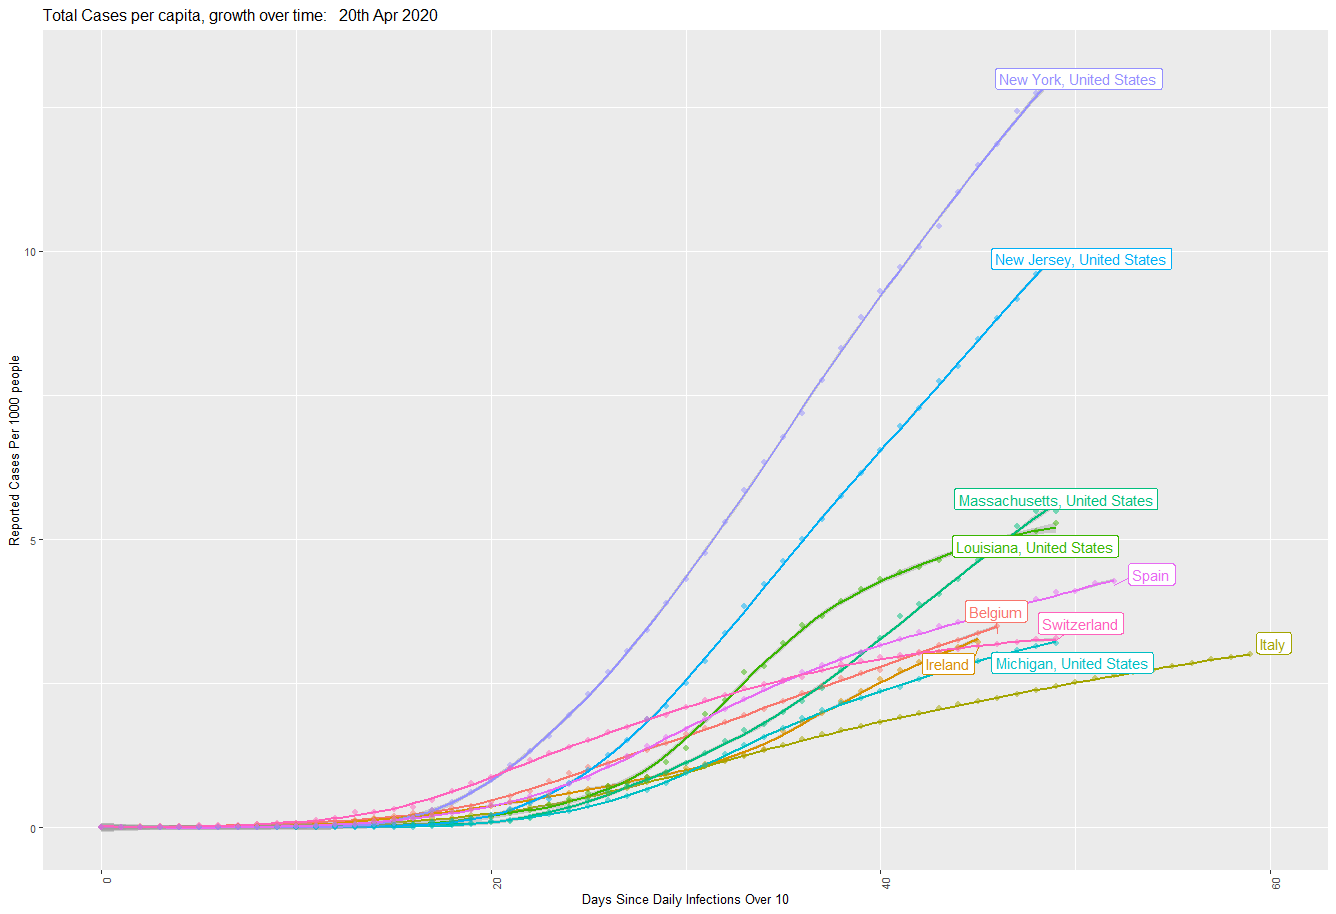 Total Cases per capita, growth over time:   20th Apr 2020
New York, United States
10
New Jersey, United States
Reported Cases Per 1000 people
5
Massachusetts, United States
Louisiana, United States
Spain
Belgium
Switzerland
Italy
Ireland
Michigan, United States
0
0
20
40
60
Days Since Daily Infections Over 10